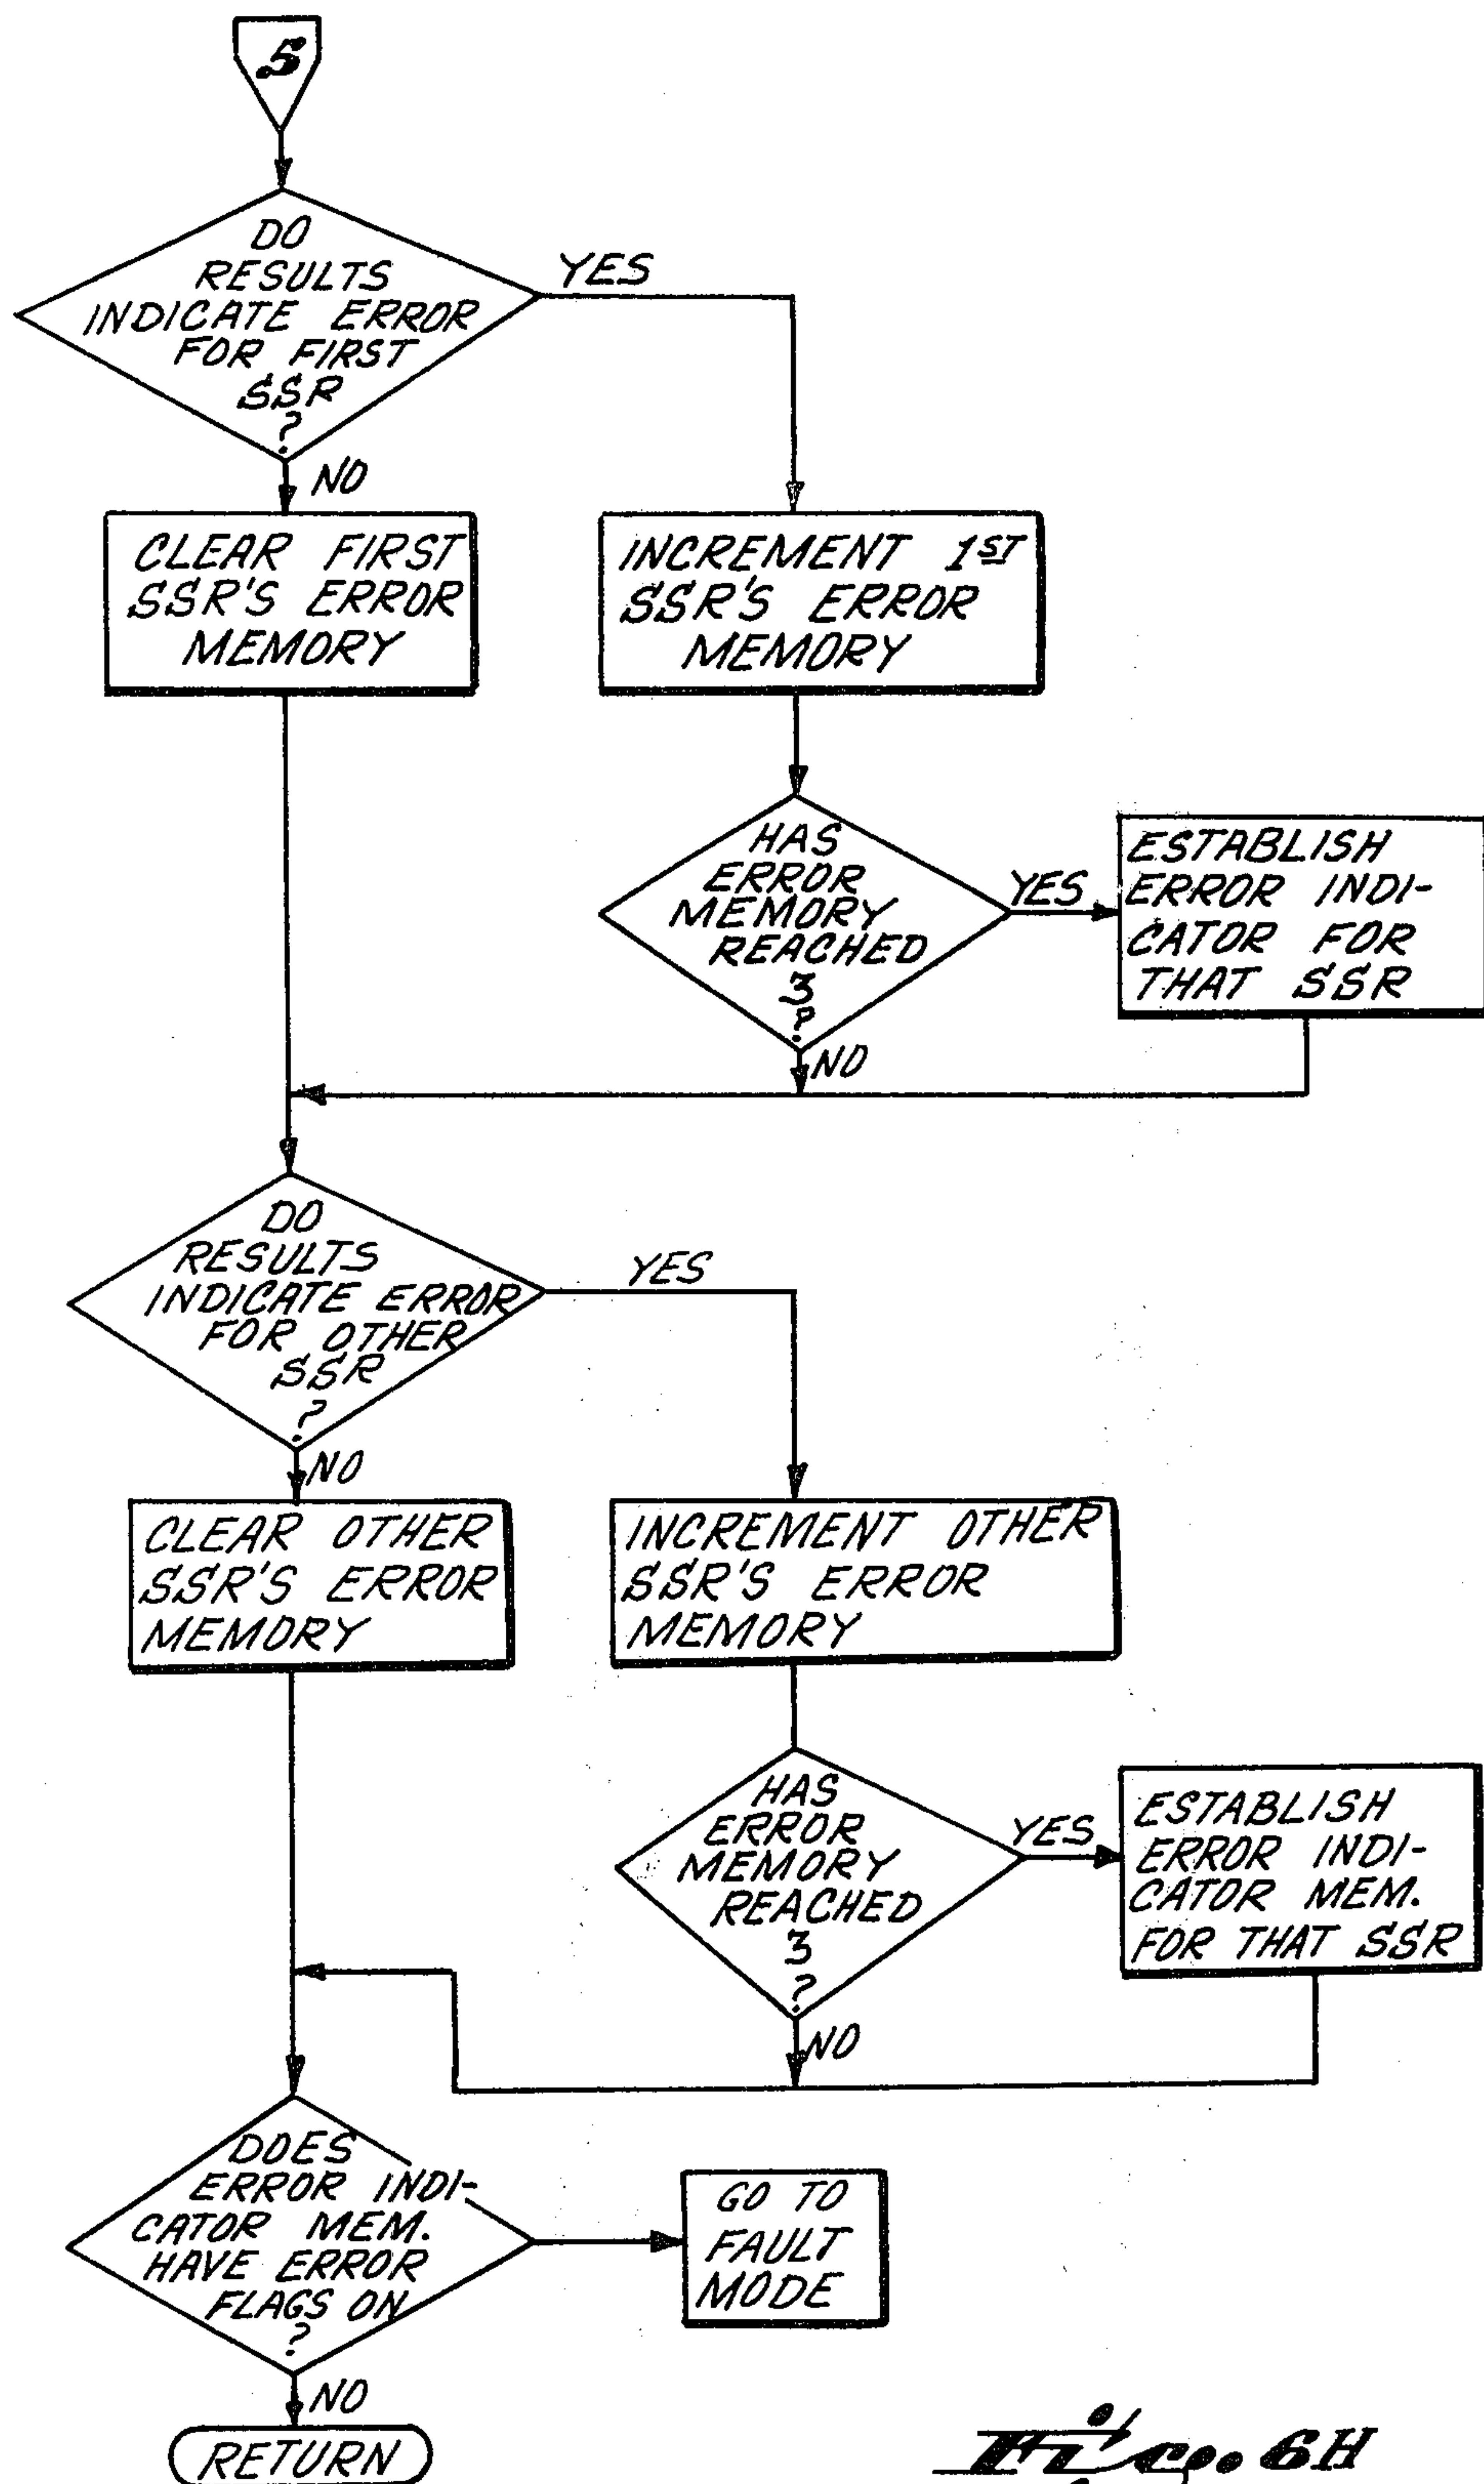 5
DO
RESULTS
INDICATE ERROR
FOR FIRST
SSR
?
YES
NO
CLEAR FIRST
SSR'S ERROR
MEMORY
INCREMENT 1ST
SSR'S ERROR
MEMORY
HAS
ERROR
MEMORY
REACHED
3
?
YES
NO
ESTABLISH
ERROR INDI-
CATOR FOR
THAT SSR
DO
RESULTS
INDICATE ERROR
FOR OTHER
SSR
?
YES
NO
CLEAR OTHER
SSR'S ERROR
MEMORY
INCREMENT OTHER
SSR'S ERROR
MEMORY
HAS
ERROR
MEMORY
REACHED
3
?
YES
NO
ESTABLISH
ERROR INDI-
CATOR MEM.
FOR THAT SSR
DOES
ERROR INDI-
CATOR MEM.
HAVE ERROR
FLAGS ON
?
NO
GO TO
FAULT
MODE
RETURN
Fig. 6H